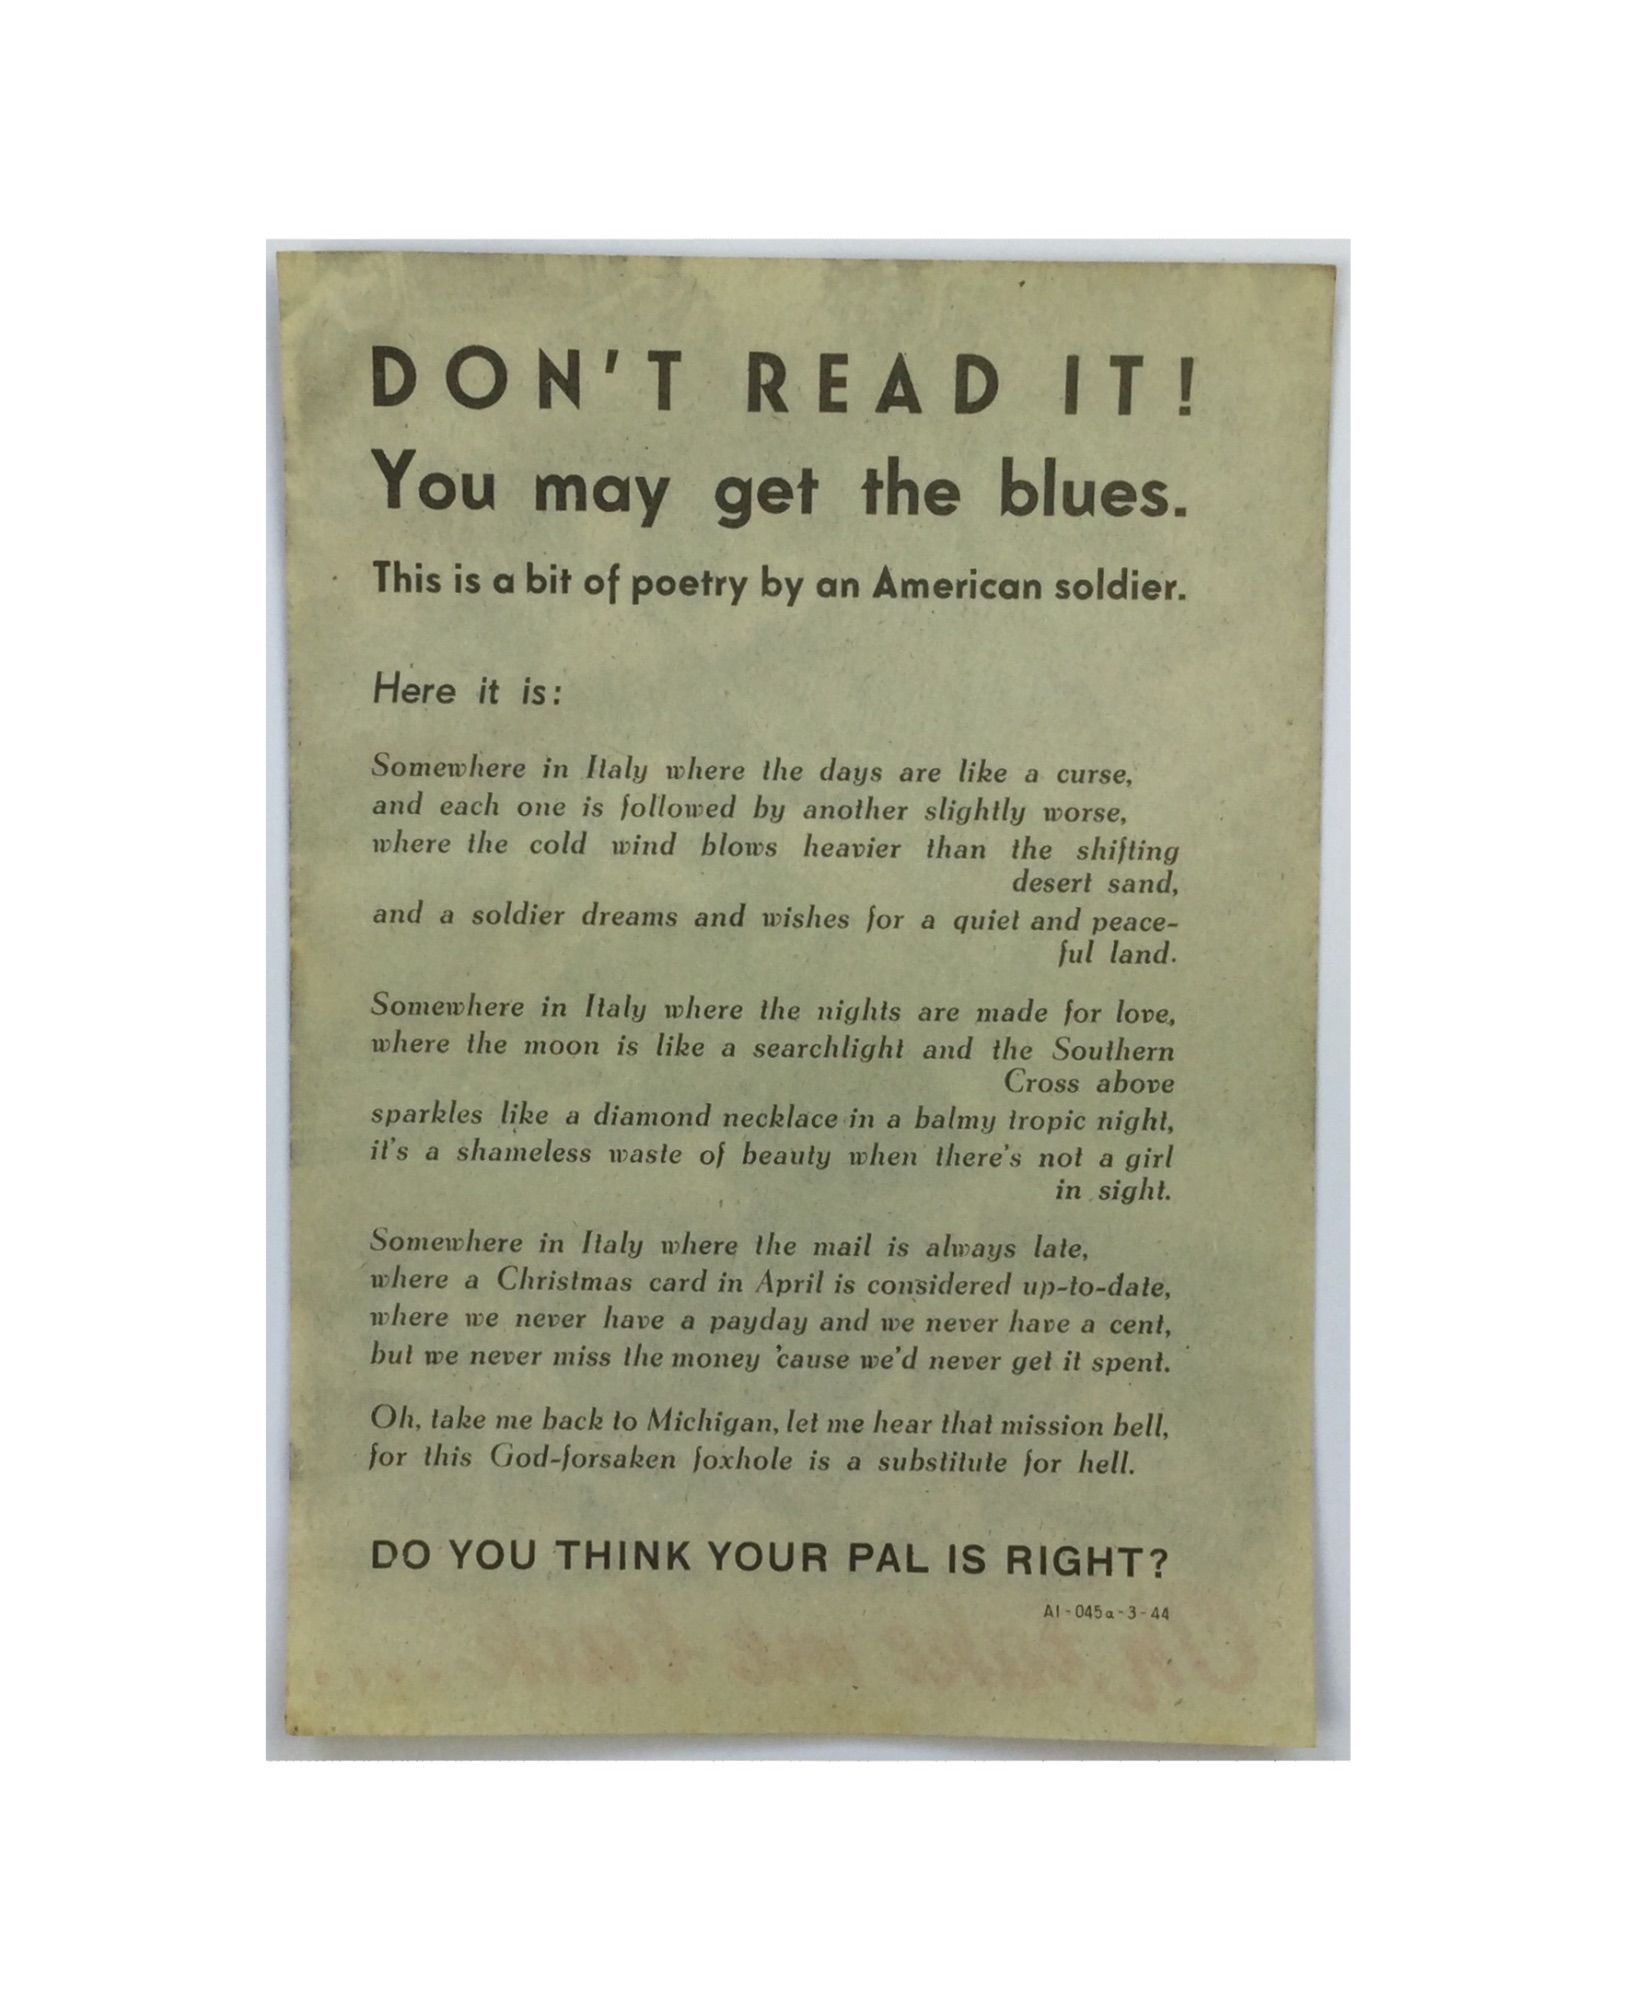 DON'T READ IT!
You may get the blues.
This is a bit of poetry by an American soldier.
Here it is:
Somewhere in Italy where the days are like a curse,
and each one is followed by another slightly worse,
where the cold wind blows heavier than the shifting
desert sand,
and a soldier dreams and wishes for a quiet and peace-
ful land.
Somewhere in Italy where the nights are made for love,
where the moon is like a searchlight and the Southern
Cross above
sparkles like a diamond necklace in a balmy tropic night,
it's a shameless waste of beauty when there's not a girl
in sight.
Somewhere in Italy where the mail is always late,
where a Christmas card in April is considered up-to-date,
where we never have a payday and we never have a cent,
but we never miss the money 'cause we'd never get it spent.
Oh, take me back to Michigan, let me hear that mission bell,
for this God-forsaken foxhole is a substitute for hell.
DO YOU THINK YOUR PAL IS RIGHT?
AI-045a-3-44